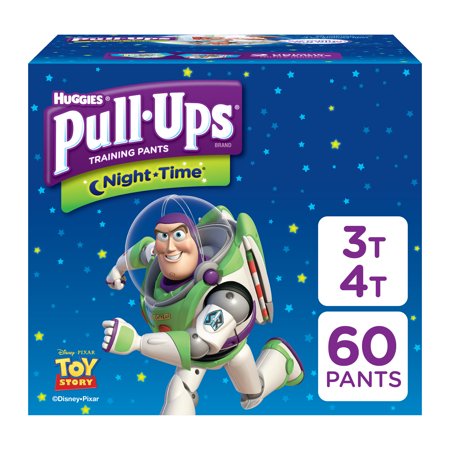 HUGGIES®
Pull·Ups®
BRAND
TRAINING PANTS
Night★Time®
3T
4T
60
PANTS
Disney·PIXAR
TOY
STORY
©Disney•Pixar